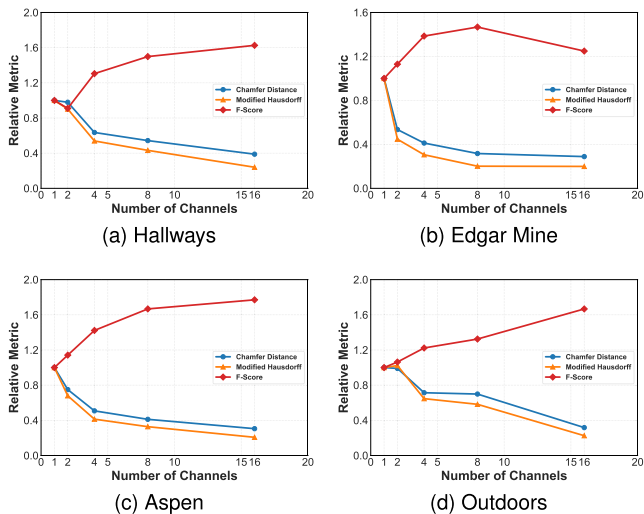 2.0
1.6
1.2
0.8
0.4
0.0
Relative Metric
Chamfer Distance
Modified Hausdorff
F-Score
0 1 2 4 5 8 10 15 16 20
Number of Channels
(a) Hallways
1.6
1.2
0.8
0.4
0.0
Relative Metric
Chamfer Distance
Modified Hausdorff
F-Score
0 1 2 4 5 8 10 15 16 20
Number of Channels
(b) Edgar Mine
2.0
1.6
1.2
0.8
0.4
0.0
Relative Metric
Chamfer Distance
Modified Hausdorff
F-Score
0 1 2 4 5 8 10 15 16 20
Number of Channels
(c) Aspen
2.0
1.6
1.2
0.8
0.4
0.0
Relative Metric
Chamfer Distance
Modified Hausdorff
F-Score
0 1 2 4 5 8 10 15 16 20
Number of Channels
(d) Outdoors